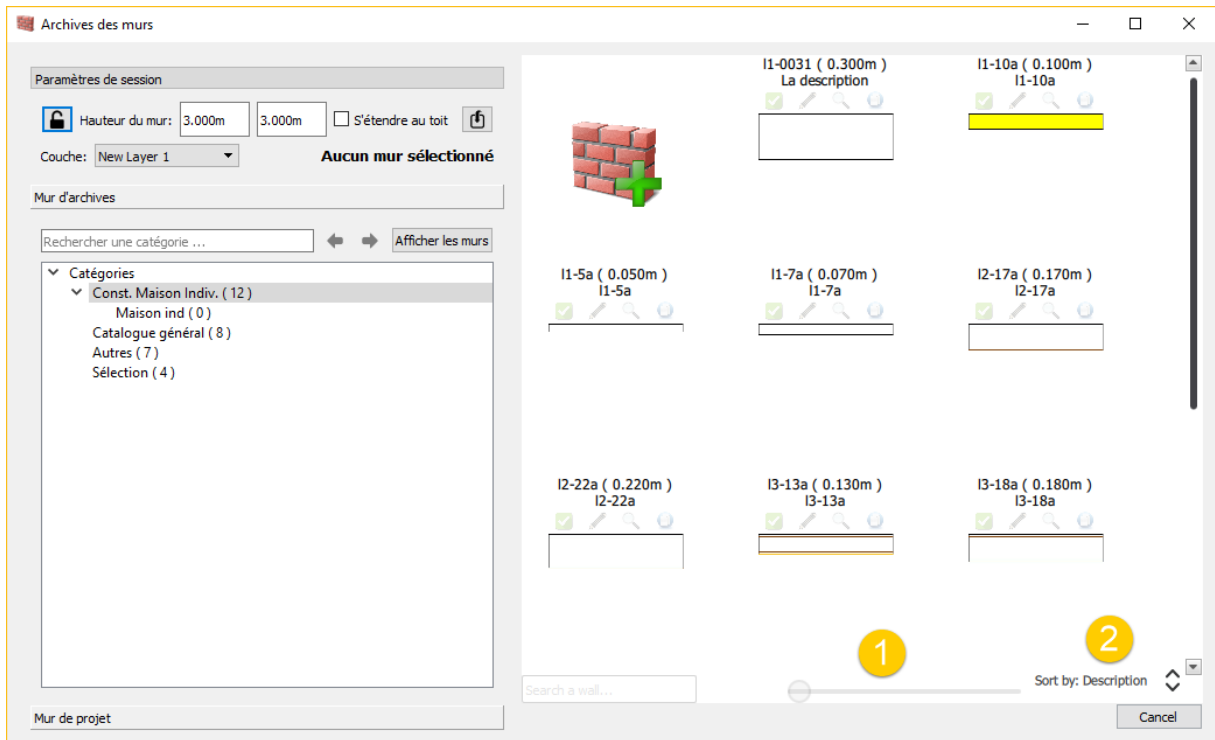 Archives des murs
Paramètres de session
Hauteur du mur: 3.000m 3.000m S'étendre au toit
Couche: New Layer 1 Aucun mur sélectionné
Mur d'archives
Rechercher une catégorie ... Afficher les murs
Catégories
Const. Maison Indiv. ( 12 )
Maison ind ( 0 )
Catalogue général ( 8 )
Autres ( 7 )
Sélection ( 4 )
Mur de projet
I1-0031 ( 0.300m )
La description
I1-10a ( 0.100m )
I1-10a
I1-5a ( 0.050m )
I1-5a
I1-7a ( 0.070m )
I1-7a
I2-17a ( 0.170m )
I2-17a
I2-22a ( 0.220m )
I2-22a
I3-13a ( 0.130m )
I3-13a
I3-18a ( 0.180m )
I3-18a
1
2
Search a wall...
Sort by: Description
Cancel